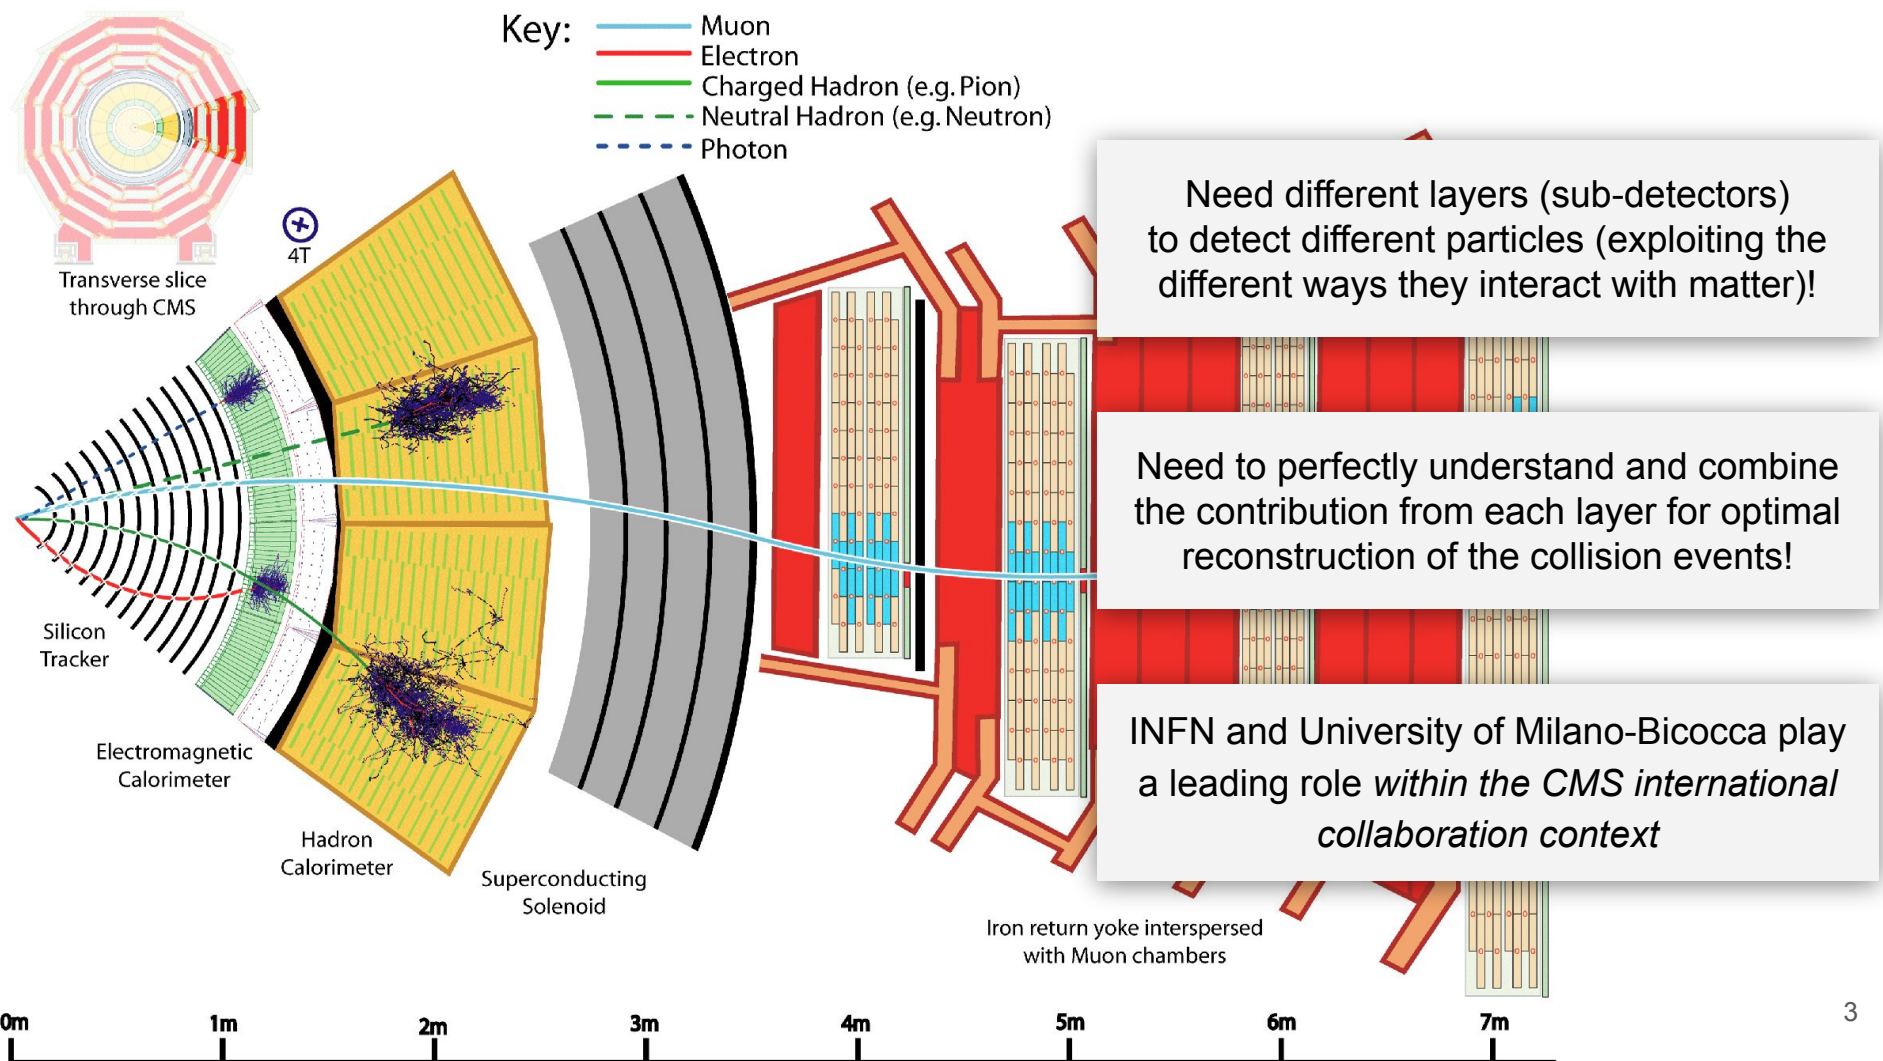 Key:
Muon
Electron
Charged Hadron (e.g. Pion)
Neutral Hadron (e.g. Neutron)
Photon
Transverse slice
through CMS
4T
Silicon
Tracker
Electromagnetic
Calorimeter
Hadron
Calorimeter
Superconducting
Solenoid
Iron return yoke interspersed
with Muon chambers
Need different layers (sub-detectors)
to detect different particles (exploiting the
different ways they interact with matter)!
Need to perfectly understand and combine
the contribution from each layer for optimal
reconstruction of the collision events!
INFN and University of Milano-Bicocca play
a leading role within the CMS international
collaboration context
0m 1m 2m 3m 4m 5m 6m 7m
3